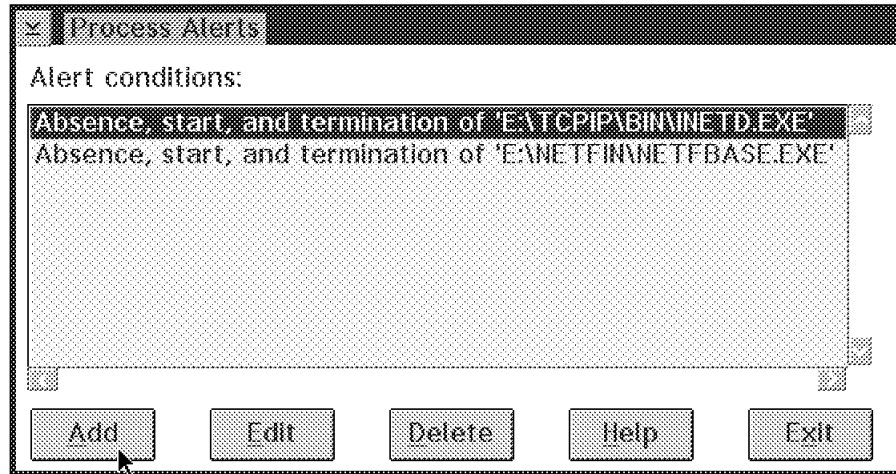 Process Alerts
Alert conditions:
Absence, start, and termination of 'E:\TCPIP\BIN\INETD.EXE'
Absence, start, and termination of 'E:\NETFIN\NETFBASE.EXE'
Add Edit Delete Help Exit